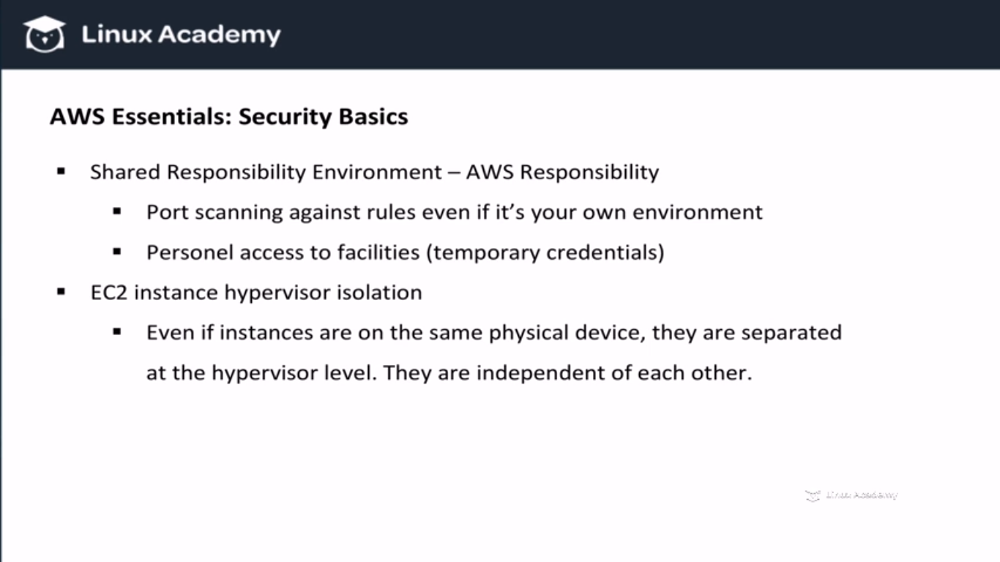 Linux Academy
AWS Essentials: Security Basics
▪ Shared Responsibility Environment – AWS Responsibility
▪ Port scanning against rules even if it’s your own environment
▪ Personel access to facilities (temporary credentials)
▪ EC2 instance hypervisor isolation
▪ Even if instances are on the same physical device, they are separated
at the hypervisor level. They are independent of each other.
Linux Academy